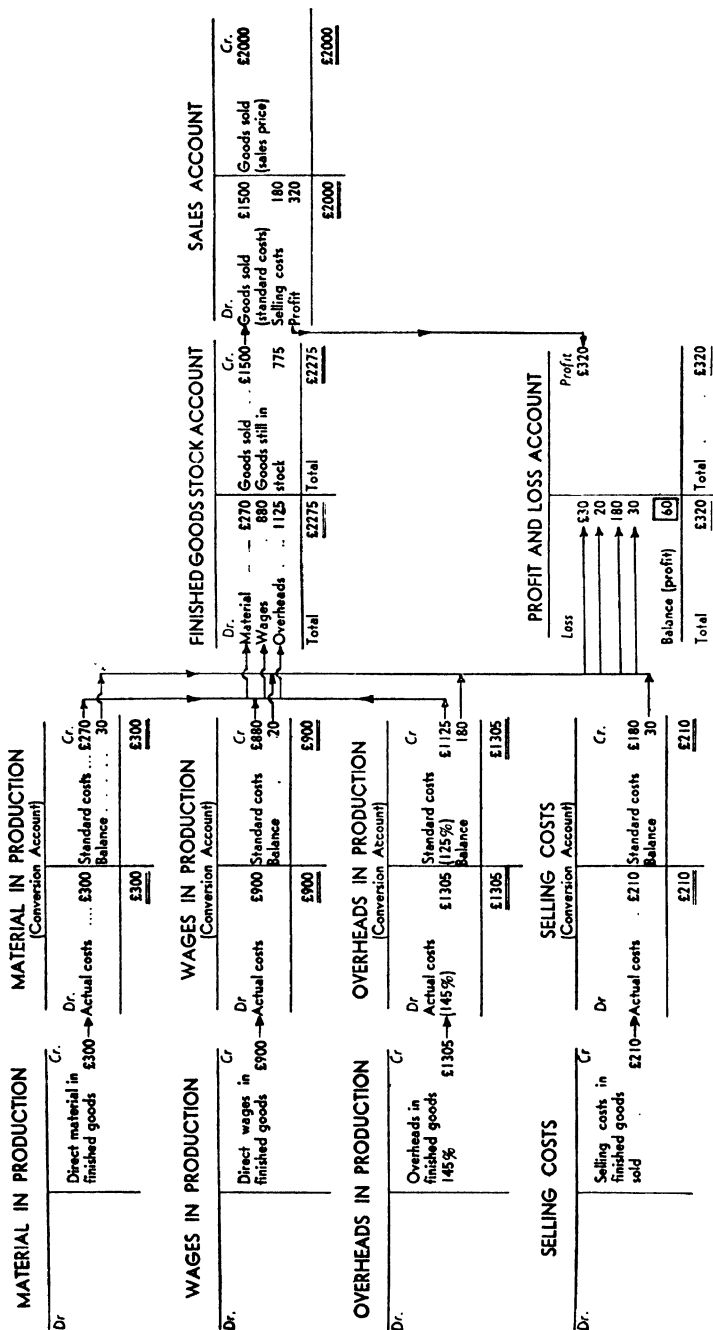 MATERIAL IN PRODUCTION
Dr
Cr.
Direct material in
finished goods
£300
MATERIAL IN PRODUCTION
(Conversion Account)
Dr.
Cr.
Actual costs .... £300
Standard costs ... £270
Balance . . . . . . 30
£300
£300
WAGES IN PRODUCTION
Dr.
Cr
Direct wages in
finished goods
£900
WAGES IN PRODUCTION
(Conversion Account)
Dr.
Cr
Actual costs £900
Standard costs £880
Balance . 20
£900
£900
OVERHEADS IN PRODUCTION
Dr.
Cr
Overheads in
finished goods
145%
£1305
OVERHEADS IN PRODUCTION
(Conversion Account)
Dr
Cr
Actual costs
(145%) £1305
Standard costs
(125%) £1125
Balance 180
£1305
£1305
SELLING COSTS
Dr.
Cr
Selling costs in
finished goods
sold . £210
SELLING COSTS
(Conversion Account)
Dr
Cr.
Actual costs . £210
Standard costs £180
Balance 30
£210
£210
FINISHED GOODS STOCK ACCOUNT
Dr.
Cr.
Material .. - £270
Goods sold . . £1500
Wages . 880
Goods still in
Overheads . .. 1125
stock 775
Total £2275
Total £2275
SALES ACCOUNT
Dr.
Cr.
Goods sold £1500
(standard costs)
Goods sold £2000
(sales price)
Selling costs 180
Profit 320
£2000
£2000
PROFIT AND LOSS ACCOUNT
Loss
Profit
£30
£320
20
180
30
Balance (profit) 60
Total £320
Total . . £320